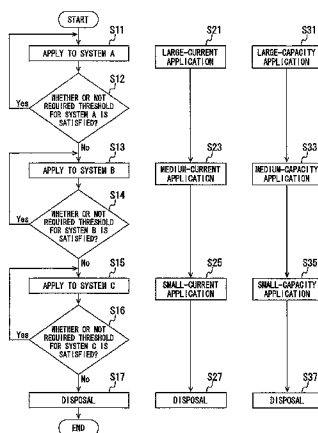 START
S11
APPLY TO SYSTEM A
S12
WHETHER OR NOT
REQUIRED THRESHOLD
FOR SYSTEM A IS
SATISFIED?
Yes
No
S13
APPLY TO SYSTEM B
S14
WHETHER OR NOT
REQUIRED THRESHOLD
FOR SYSTEM B IS
SATISFIED?
Yes
No
S15
APPLY TO SYSTEM C
S16
WHETHER OR NOT
REQUIRED THRESHOLD
FOR SYSTEM C IS
SATISFIED?
Yes
No
S17
DISPOSAL
END
S21
LARGE-CURRENT
APPLICATION
S23
MEDIUM-CURRENT
APPLICATION
S25
SMALL-CURRENT
APPLICATION
S27
DISPOSAL
S31
LARGE-CAPACITY
APPLICATION
S33
MEDIUM-CAPACITY
APPLICATION
S35
SMALL-CAPACITY
APPLICATION
S37
DISPOSAL